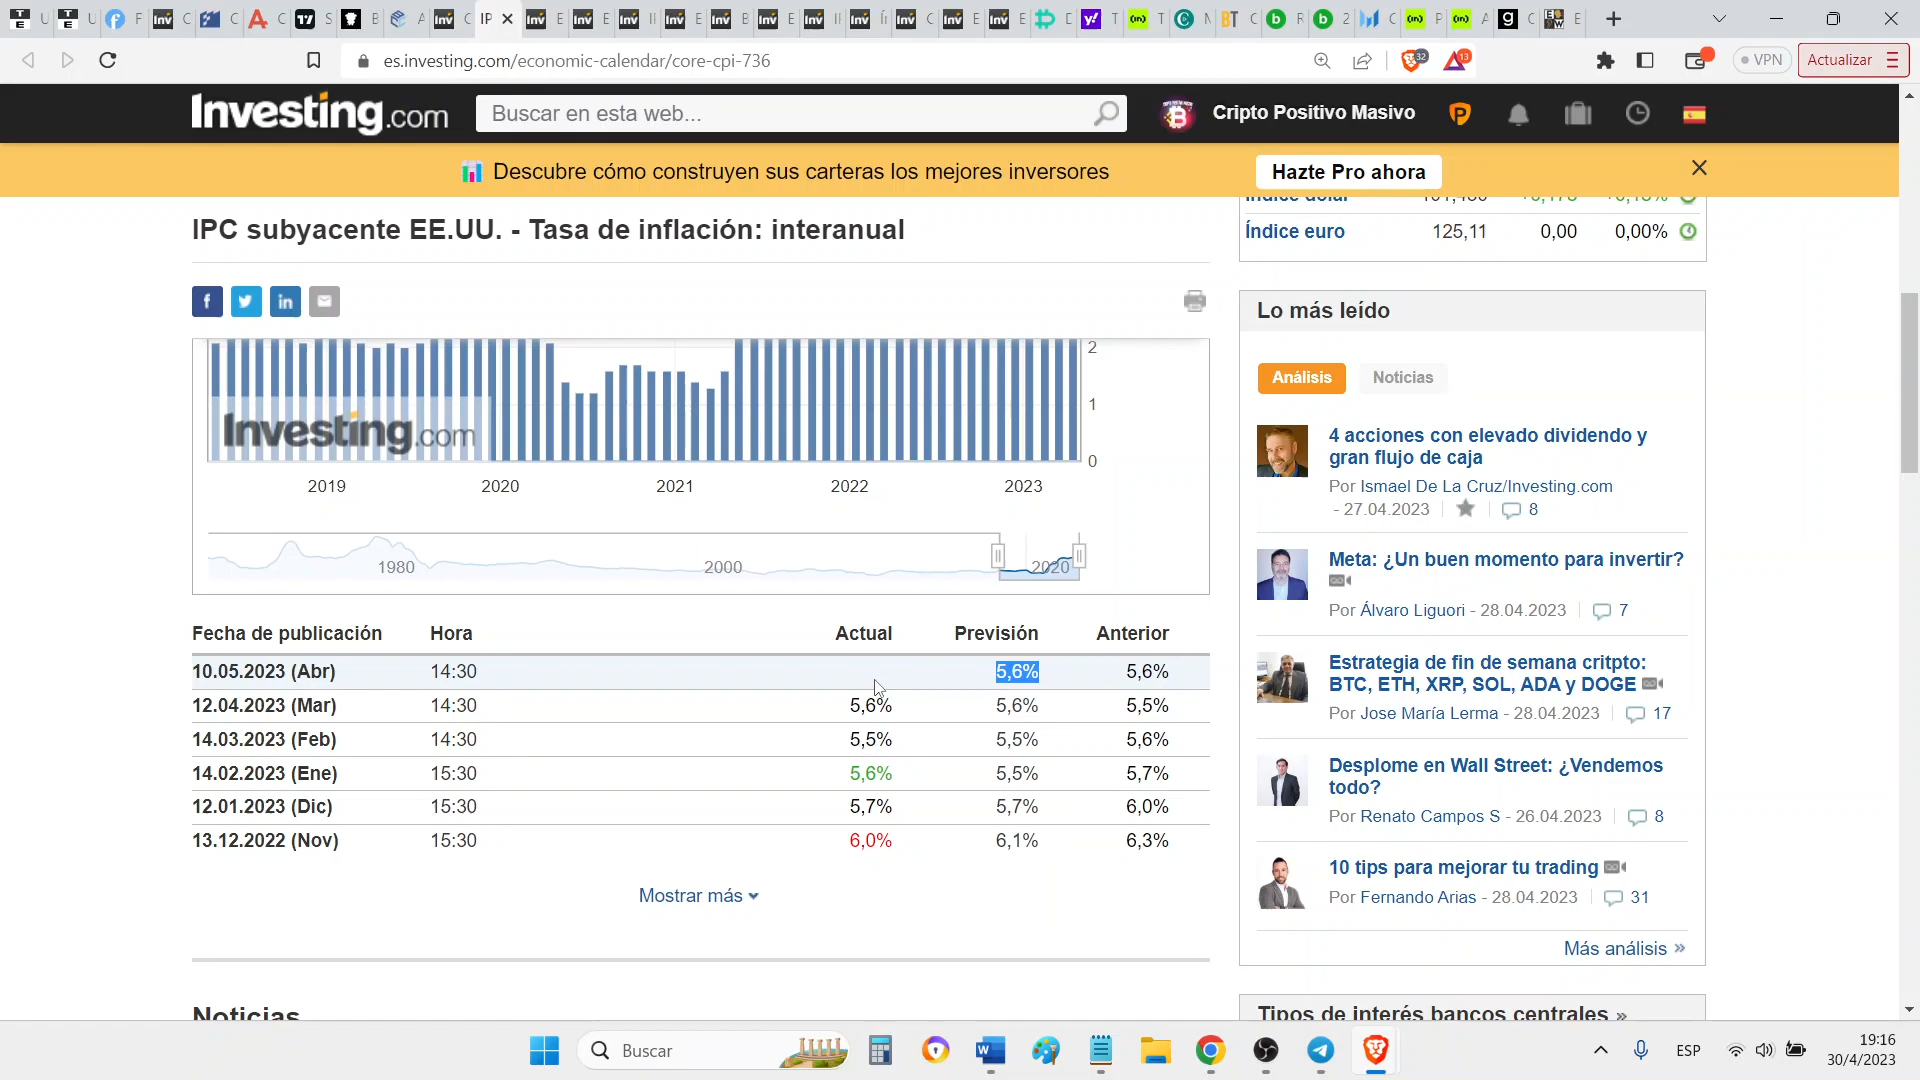 es.investing.com/economic-calendar/core-cpi-736
32
13
VPN
Actualizar
Investing.com
Buscar en esta web...
Cripto Positivo Masivo
Descubre cómo construyen sus carteras los mejores inversores
Hazte Pro ahora
IPC subyacente EE.UU. - Tasa de inflación: interanual
Índice euro 125,11 0,00 0,00%
2
1
0
Investing.com
2019 2020 2021 2022 2023
1980 2000 2020
Fecha de publicación Hora Actual Previsión Anterior
10.05.2023 (Abr) 14:30 5,6% 5,6%
12.04.2023 (Mar) 14:30 5,6% 5,6% 5,5%
14.03.2023 (Feb) 14:30 5,5% 5,5% 5,6%
14.02.2023 (Ene) 15:30 5,6% 5,5% 5,7%
12.01.2023 (Dic) 15:30 5,7% 5,7% 6,0%
13.12.2022 (Nov) 15:30 6,0% 6,1% 6,3%
Mostrar más
Noticias
Lo más leído
Análisis Noticias
4 acciones con elevado dividendo y
gran flujo de caja
Por Ismael De La Cruz/Investing.com
- 27.04.2023 8
Meta: ¿Un buen momento para invertir?
Por Álvaro Liguori - 28.04.2023 7
Estrategia de fin de semana critpto:
BTC, ETH, XRP, SOL, ADA y DOGE
Por Jose María Lerma - 28.04.2023 17
Desplome en Wall Street: ¿Vendemos
todo?
Por Renato Campos S - 26.04.2023 8
10 tips para mejorar tu trading
Por Fernando Arias - 28.04.2023 31
Más análisis »
Tipos de interés bancos centrales »
Buscar
ESP
19:16
30/4/2023